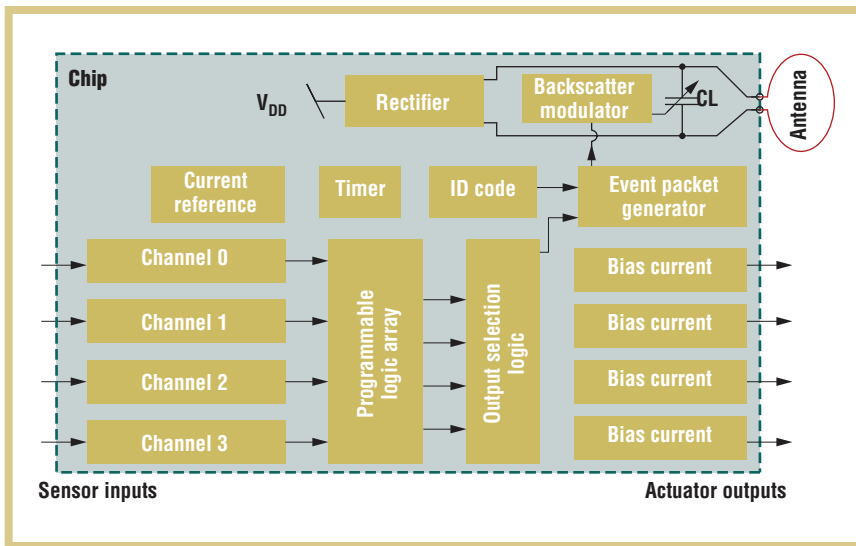 Chip
V_DD
Rectifier
Backscatter
modulator
CL
Antenna
Current
reference
Timer
ID code
Event packet
generator
Channel 0
Channel 1
Channel 2
Channel 3
Programmable
logic array
Output selection
logic
Bias current
Bias current
Bias current
Bias current
Sensor inputs
Actuator outputs